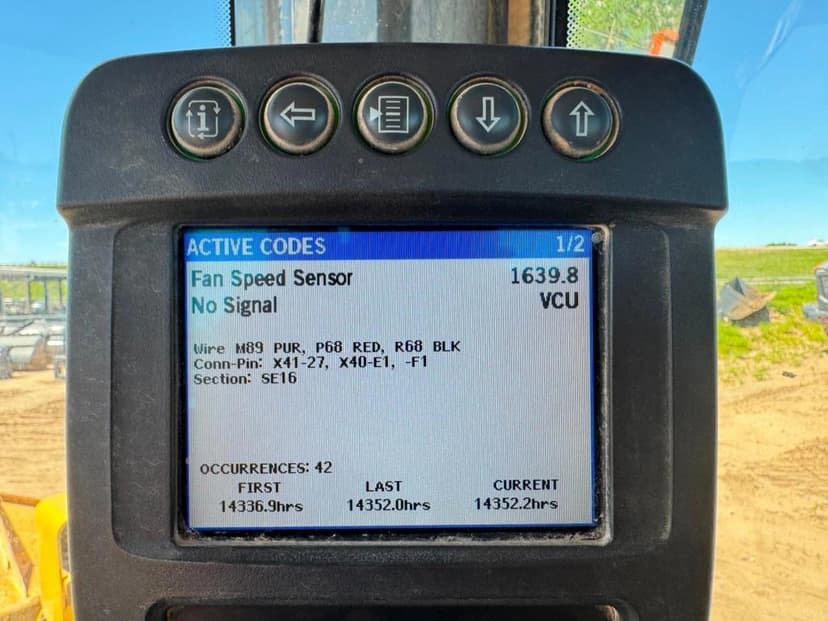 ACTIVE CODES 1/2
Fan Speed Sensor 1639.8
No Signal VCU
Wire M89 PUR, P68 RED, R68 BLK
Conn-Pin: X41-27, X40-E1, -F1
Section: SE16
OCCURRENCES: 42
FIRST LAST CURRENT
14336.9hrs 14352.0hrs 14352.2hrs